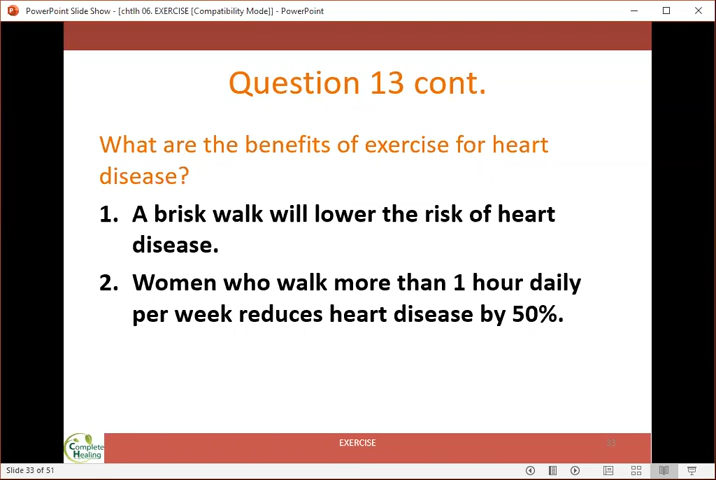 PowerPoint Slide Show - [chtlh 06. EXERCISE [Compatibility Mode]] - PowerPoint
Question 13 cont.
What are the benefits of exercise for heart
disease?
1. A brisk walk will lower the risk of heart
disease.
2. Women who walk more than 1 hour daily
per week reduces heart disease by 50%.
Complete
Healing
EXERCISE
33
Slide 33 of 51